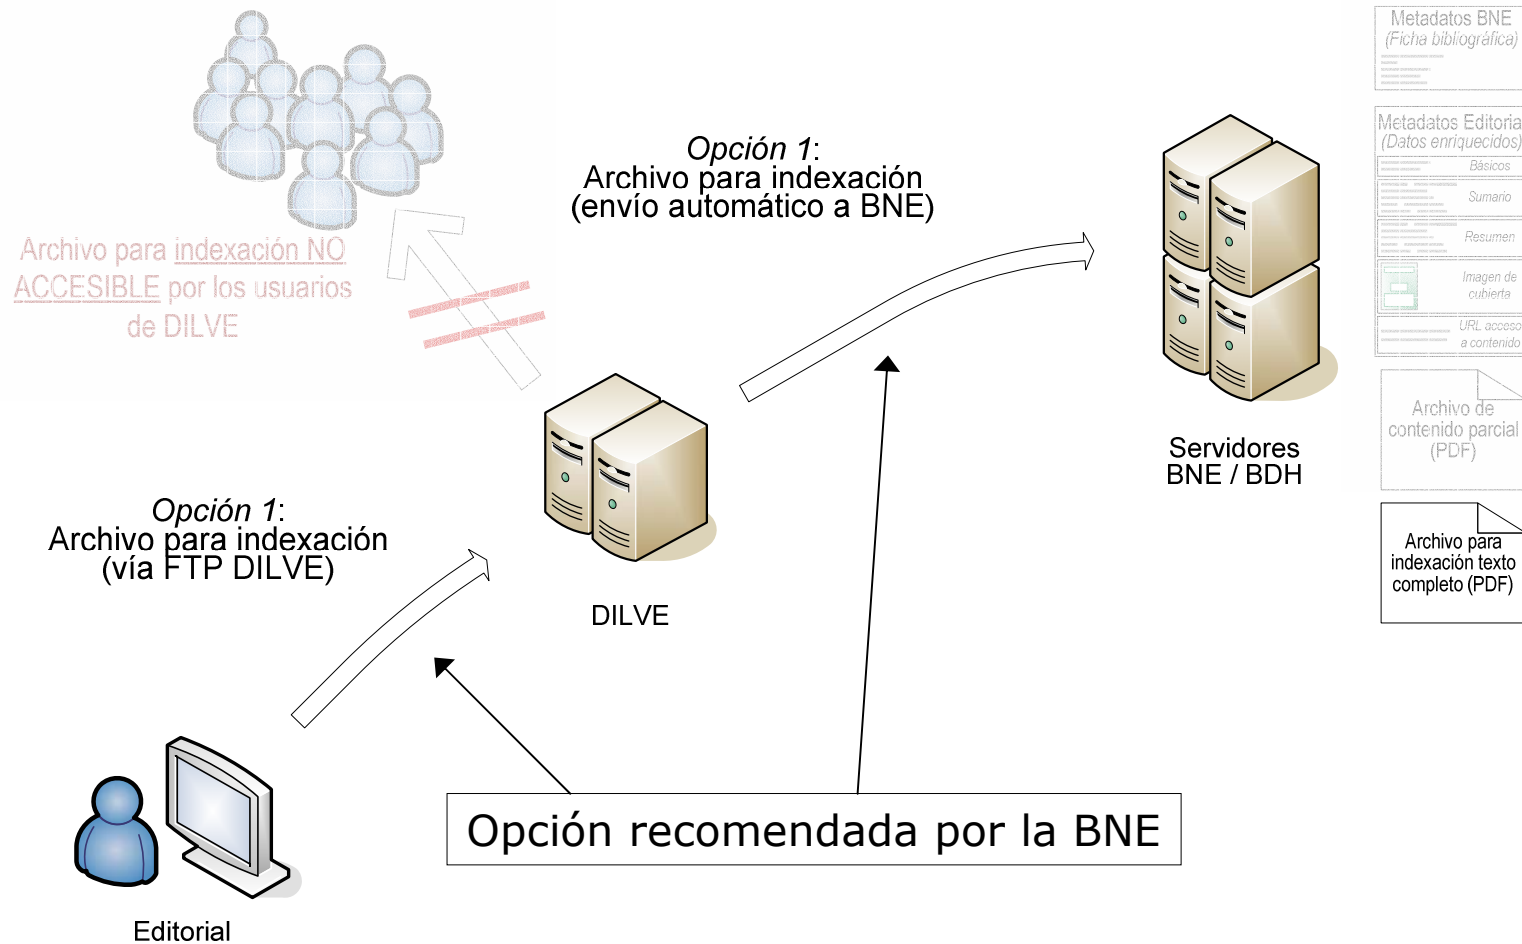 Metadatos BNE
(Ficha bibliográfica)
Metadatos Editoria
(Datos enriquecidos)
Básicos
Sumario
Resumen
Imagen de
cubierta
URL acceso
a contenido
Archivo de
contenido parcial
(PDF)
Archivo para
indexación texto
completo (PDF)
Opción 1:
Archivo para indexación
(envío automático a BNE)
Archivo para indexación NO
ACCESIBLE por los usuarios
de DILVE
Servidores
BNE / BDH
Opción 1:
Archivo para indexación
(vía FTP DILVE)
DILVE
Opción recomendada por la BNE
Editorial